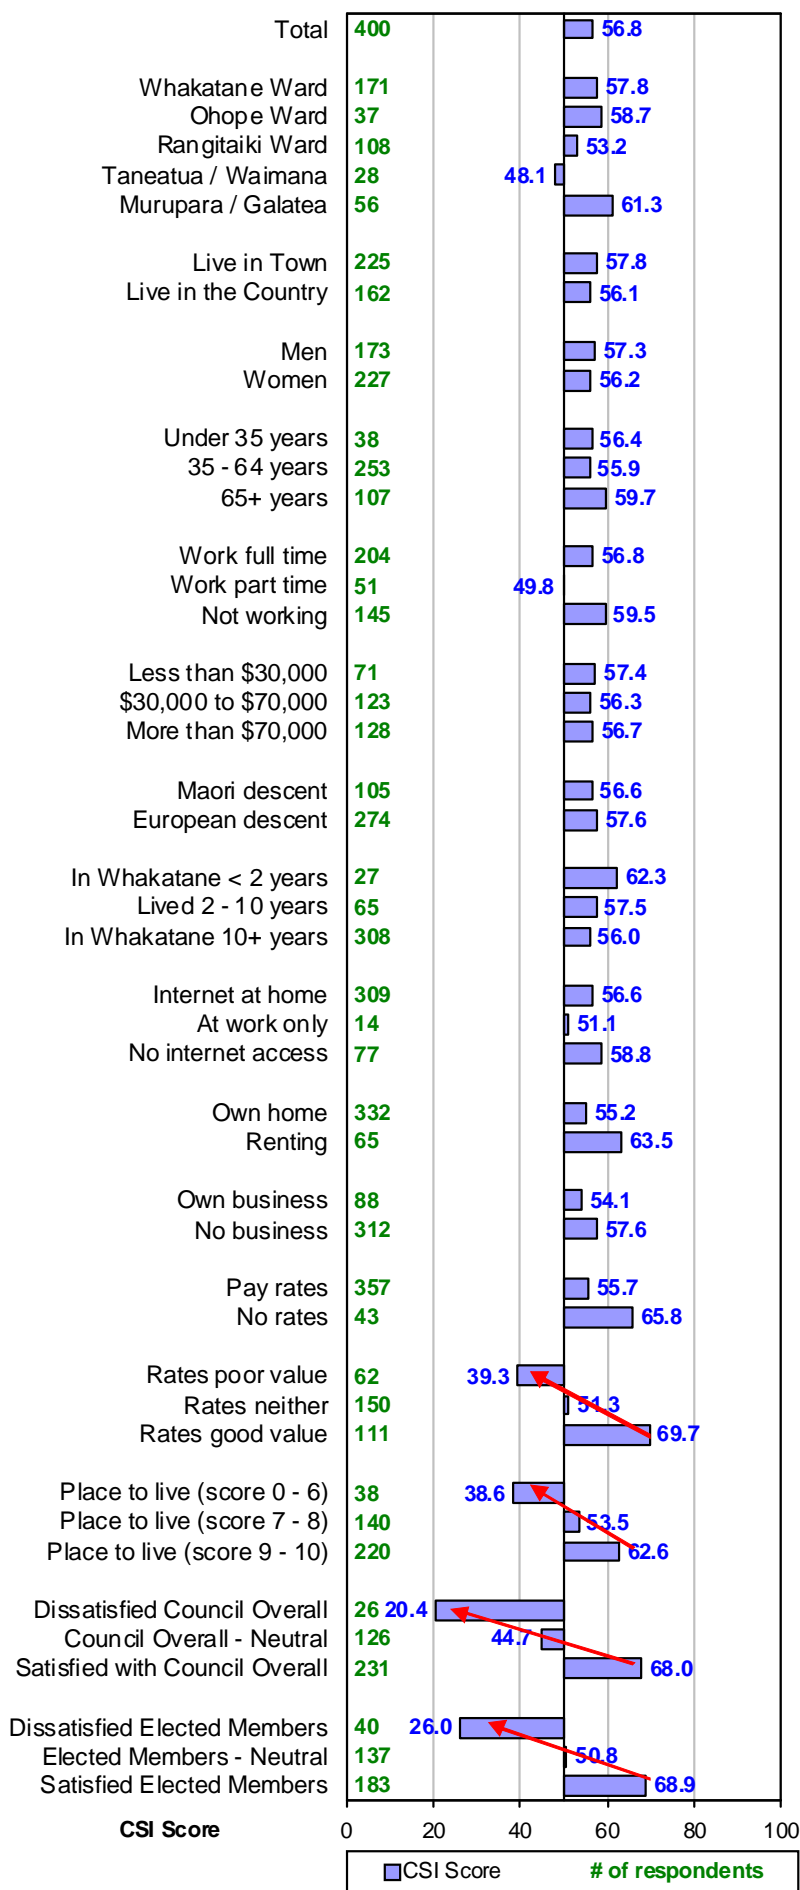 Total 400 56.8
Whakatane Ward 171 57.8
Ohope Ward 37 58.7
Rangitaiki Ward 108 53.2
Taneatua / Waimana 28 48.1
Murupara / Galatea 56 61.3
Live in Town 225 57.8
Live in the Country 162 56.1
Men 173 57.3
Women 227 56.2
Under 35 years 38 56.4
35 - 64 years 253 55.9
65+ years 107 59.7
Work full time 204 56.8
Work part time 51 49.8
Not working 145 59.5
Less than $30,000 71 57.4
$30,000 to $70,000 123 56.3
More than $70,000 128 56.7
Maori descent 105 56.6
European descent 274 57.6
In Whakatane < 2 years 27 62.3
Lived 2 - 10 years 65 57.5
In Whakatane 10+ years 308 56.0
Internet at home 309 56.6
At work only 14 51.1
No internet access 77 58.8
Own home 332 55.2
Renting 65 63.5
Own business 88 54.1
No business 312 57.6
Pay rates 357 55.7
No rates 43 65.8
Rates poor value 62 39.3
Rates neither 150 51.3
Rates good value 111 69.7
Place to live (score 0 - 6) 38 38.6
Place to live (score 7 - 8) 140 53.5
Place to live (score 9 - 10) 220 62.6
Dissatisfied Council Overall 26 20.4
Council Overall - Neutral 126 44.7
Satisfied with Council Overall 231 68.0
Dissatisfied Elected Members 40 26.0
Elected Members - Neutral 137 50.8
Satisfied Elected Members 183 68.9
CSI Score 0 20 40 60 80 100
CSI Score # of respondents